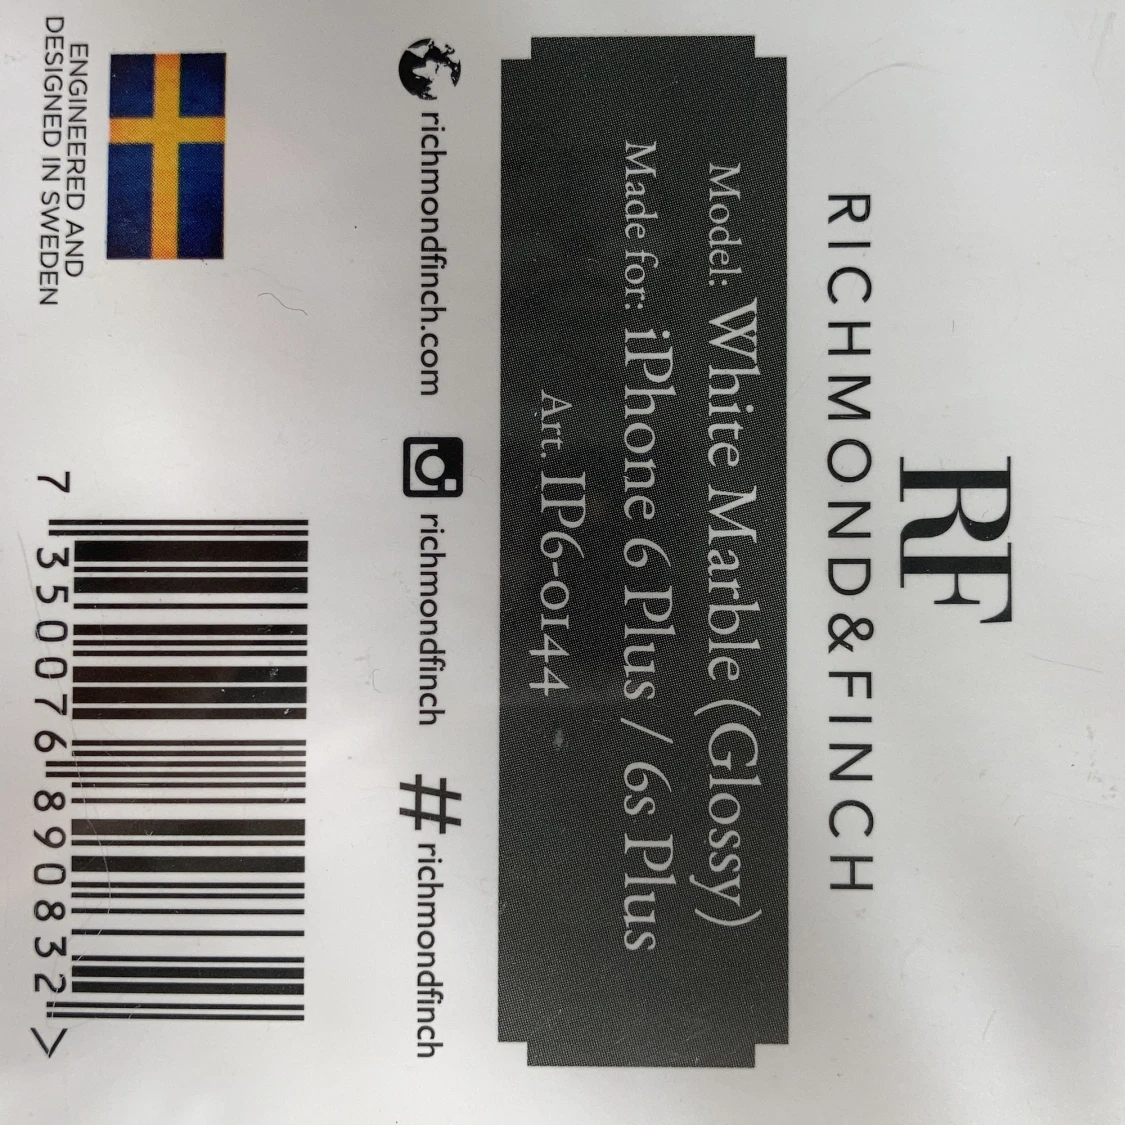 RF
RICHMOND&FINCH
Model: White Marble (Glossy)
Made for: iPhone 6 Plus / 6s Plus
Art. IP6-0144
richmondfinch.com richmondfinch # richmondfinch
ENGINEERED AND
DESIGNED IN SWEDEN
7 350076 890832 >